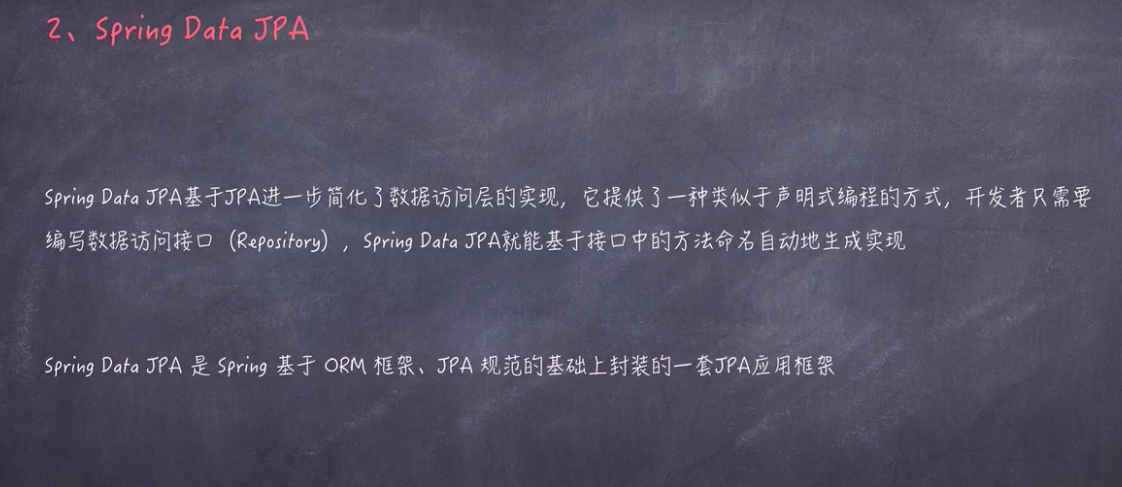 2、Spring Data JPA
Spring Data JPA基于JPA进一步简化了数据访问层的实现，它提供了一种类似于声明式编程的方式，开发者只需要
编写数据访问接口（Repository），Spring Data JPA就能基于接口中的方法命名自动地生成实现
Spring Data JPA 是 Spring 基于 ORM 框架、JPA 规范的基础上封装的一套JPA应用框架